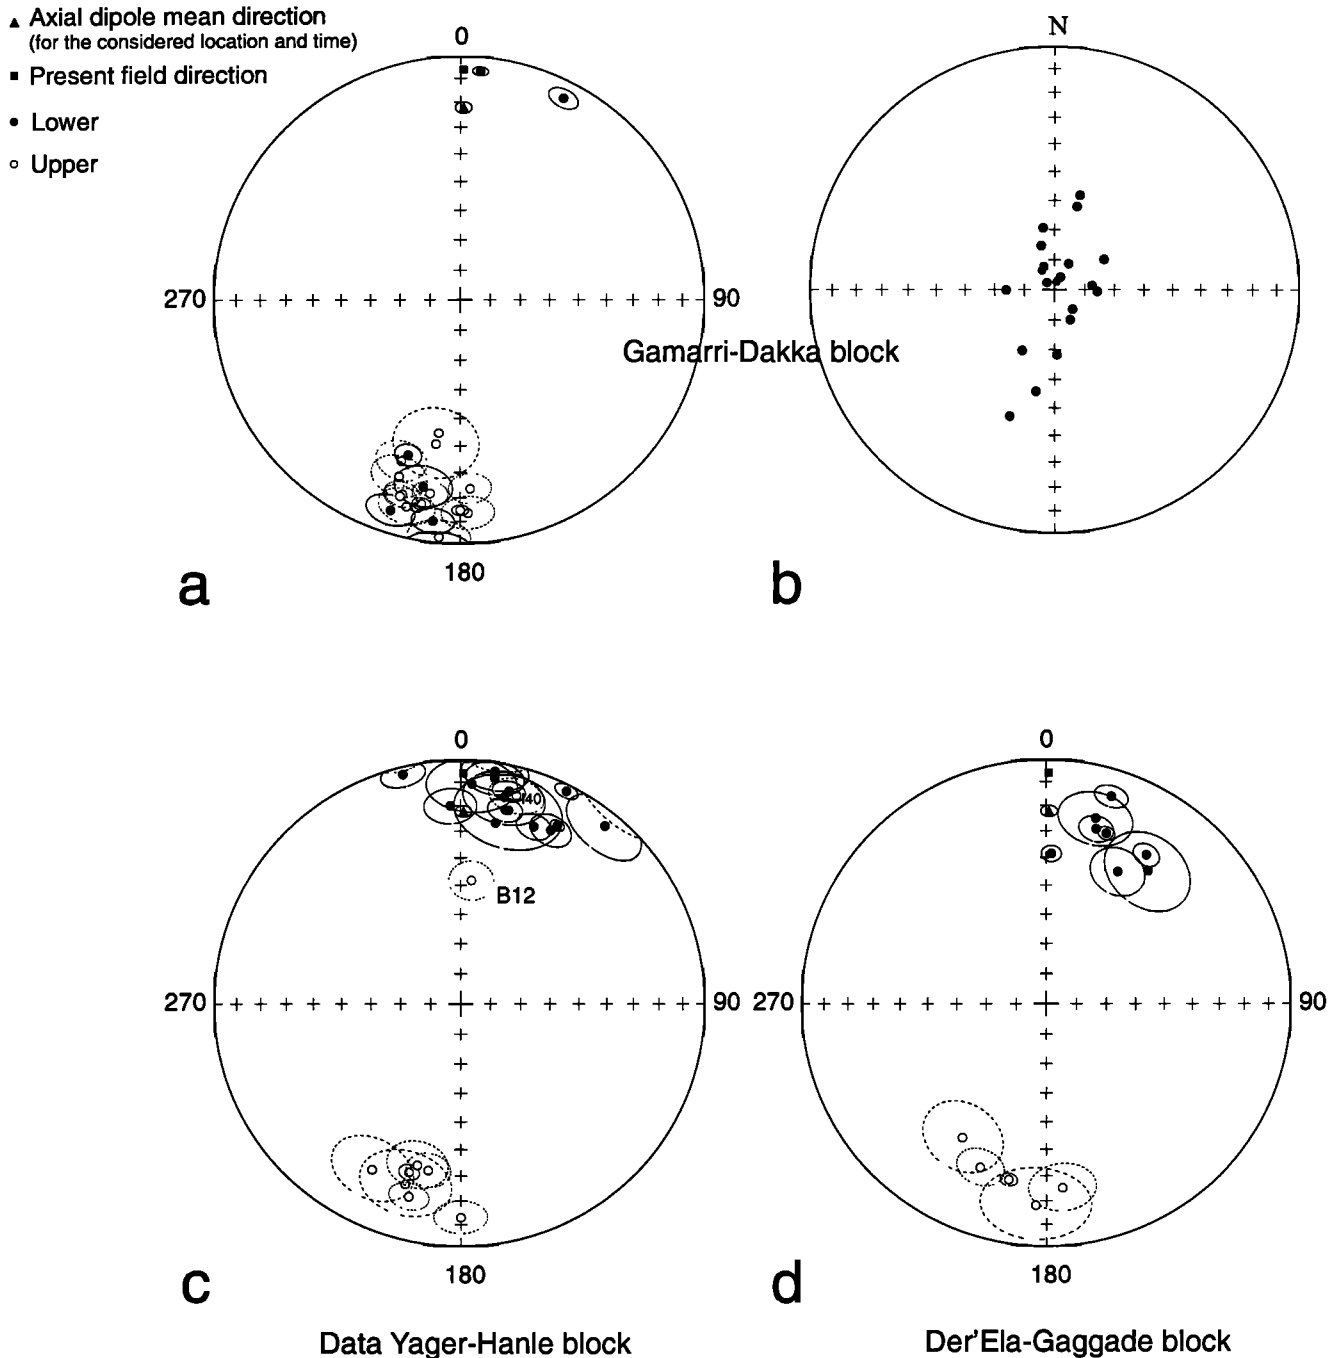 Axial dipole mean direction
(for the considered location and time)
Present field direction
Lower
Upper
0
N
270
90
Gamarri-Dakka block
180
a
b
0
0
I40
B12
270
90
270
90
180
180
c
d
Data Yager-Hanle block
Der'Ela-Gaggade block